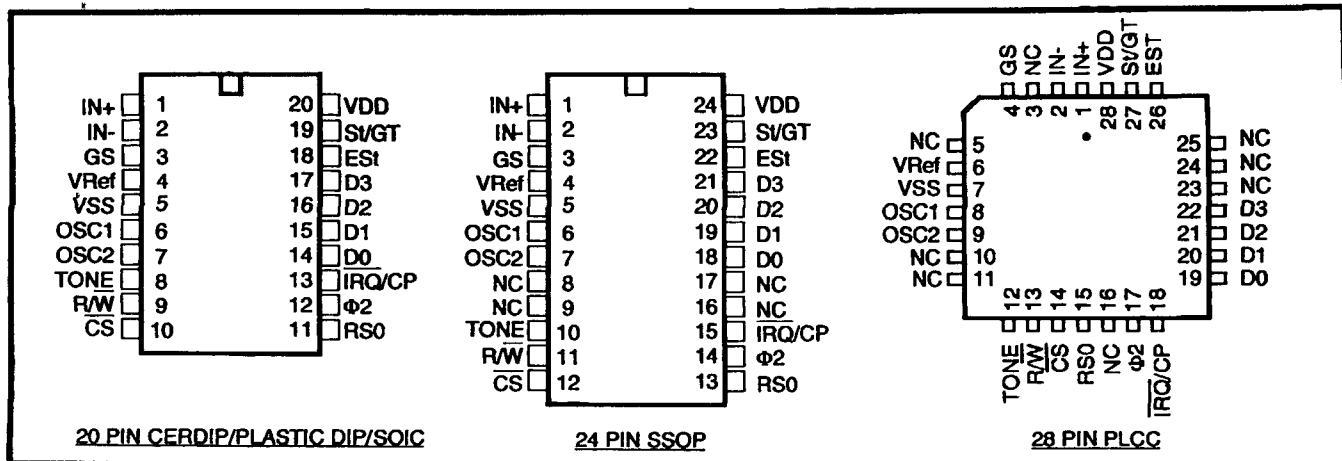 IN+ 1 20 VDD
IN- 2 19 St/GT
GS 3 18 ESt
VRef 4 17 D3
VSS 5 16 D2
OSC1 6 15 D1
OSC2 7 14 D0
TONE 8 13 IRQ/CP
R/W 9 12 Φ2
CS 10 11 RS0
20 PIN CERDIP/PLASTIC DIP/SOIC
IN+ 1 24 VDD
IN- 2 23 St/GT
GS 3 22 ESt
VRef 4 21 D3
VSS 5 20 D2
OSC1 6 19 D1
OSC2 7 18 D0
NC 8 17 NC
NC 9 16 NC
TONE 10 15 IRQ/CP
R/W 11 14 Φ2
CS 12 13 RS0
24 PIN SSOP
GS NC IN- IN+ VDD St/GT EST
4 3 2 1 28 27 26
NC 5 25 NC
VRef 6 24 NC
VSS 7 23 NC
OSC1 8 22 D3
OSC2 9 21 D2
NC 10 20 D1
NC 11 19 D0
12 13 14 15 16 17 18
TONE R/W CS RS0 NC Φ2 IRQ/CP
28 PIN PLCC